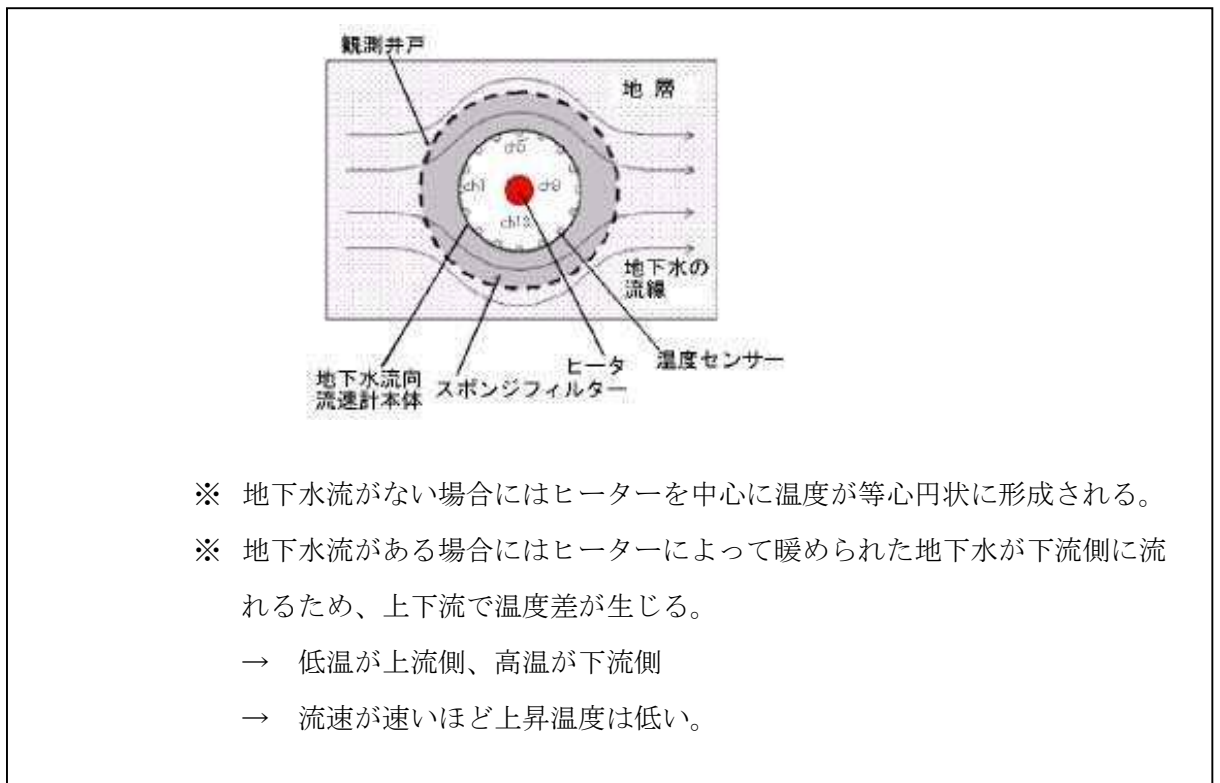 観測井戸
地 層
ch5
ch1
ch9
ch13
地下水の
流線
ヒータ
温度センサー
地下水流向
流速計本体
スポンジフィルター
※ 地下水流がない場合にはヒーターを中心に温度が等心円状に形成される。
※ 地下水流がある場合にはヒーターによって暖められた地下水が下流側に流
れるため、上下流で温度差が生じる。
→ 低温が上流側、高温が下流側
→ 流速が速いほど上昇温度は低い。